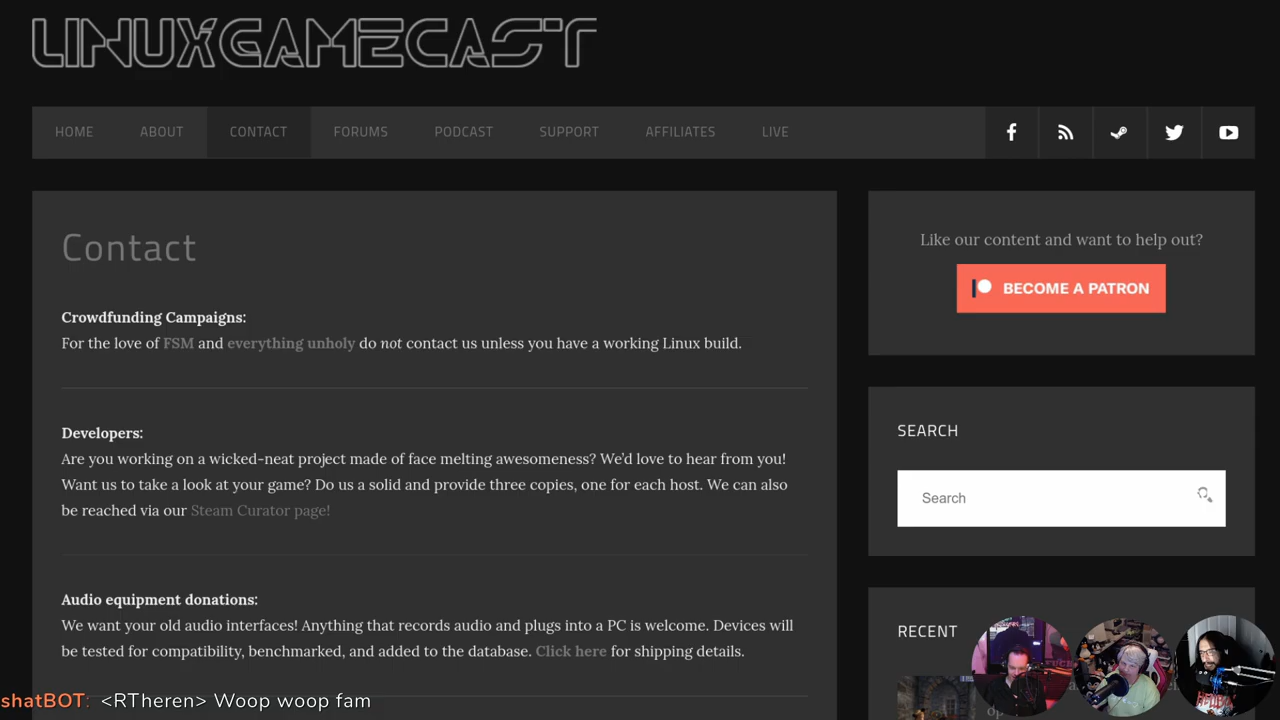 LINUXGAMECAST
HOME ABOUT CONTACT FORUMS PODCAST SUPPORT AFFILIATES LIVE
Contact
Crowdfunding Campaigns:
For the love of FSM and everything unholy do not contact us unless you have a working Linux build.
Developers:
Are you working on a wicked-neat project made of face melting awesomeness? We’d love to hear from you!
Want us to take a look at your game? Do us a solid and provide three copies, one for each host. We can also
be reached via our Steam Curator page!
Audio equipment donations:
We want your old audio interfaces! Anything that records audio and plugs into a PC is welcome. Devices will
be tested for compatibility, benchmarked, and added to the database. Click here for shipping details.
Like our content and want to help out?
BECOME A PATRON
SEARCH
Search
RECENT
shatBOT: <RTheren> Woop woop fam